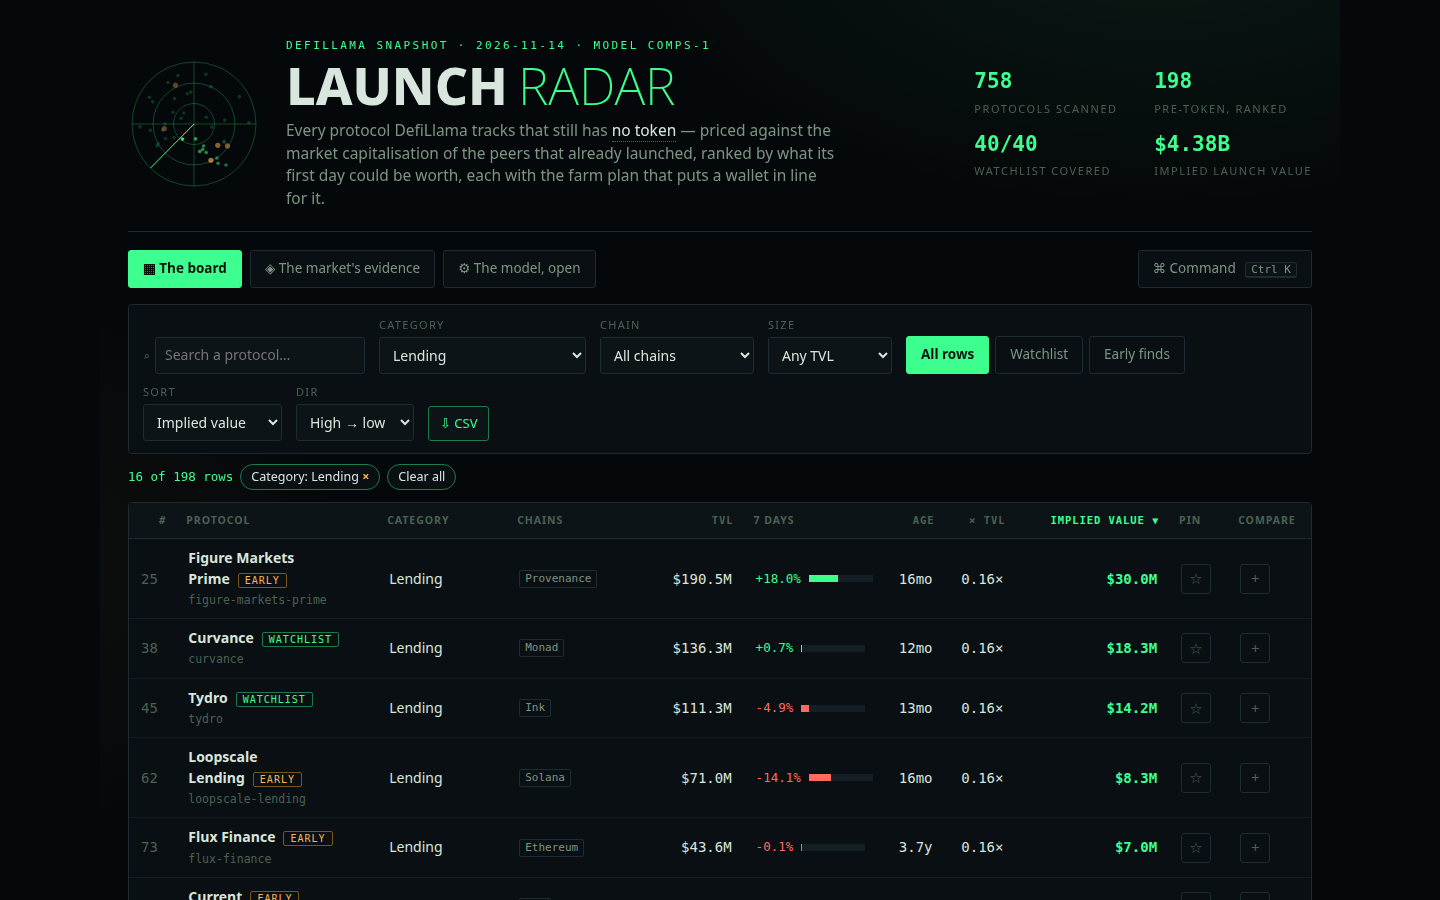 DEFILLAMA SNAPSHOT · 2026-11-14 · MODEL COMPS-1
LAUNCH RADAR
Every protocol DefiLlama tracks that still has no token — priced against the
market capitalisation of the peers that already launched, ranked by what its
first day could be worth, each with the farm plan that puts a wallet in line
for it.
758
PROTOCOLS SCANNED
198
PRE-TOKEN, RANKED
40/40
WATCHLIST COVERED
$4.38B
IMPLIED LAUNCH VALUE
▦ The board
◈ The market's evidence
⚙ The model, open
⌘ Command Ctrl K
⌕ Search a protocol...
CATEGORY
Lending
CHAIN
All chains
SIZE
Any TVL
All rows
Watchlist
Early finds
SORT
Implied value
DIR
High → low
⇩ CSV
16 of 198 rows
Category: Lending ×
Clear all
# PROTOCOL CATEGORY CHAINS TVL 7 DAYS AGE × TVL IMPLIED VALUE ▼ PIN COMPARE
25 Figure Markets Prime EARLY figure-markets-prime Lending Provenance $190.5M +18.0% 16mo 0.16× $30.0M ☆ +
38 Curvance WATCHLIST curvance Lending Monad $136.3M +0.7% 12mo 0.16× $18.3M ☆ +
45 Tydro WATCHLIST tydro Lending Ink $111.3M -4.9% 13mo 0.16× $14.2M ☆ +
62 Loopscale Lending EARLY loopscale-lending Lending Solana $71.0M -14.1% 16mo 0.16× $8.3M ☆ +
73 Flux Finance EARLY flux-finance Lending Ethereum $43.6M -0.1% 3.7y 0.16× $7.0M ☆ +
Current EARLY